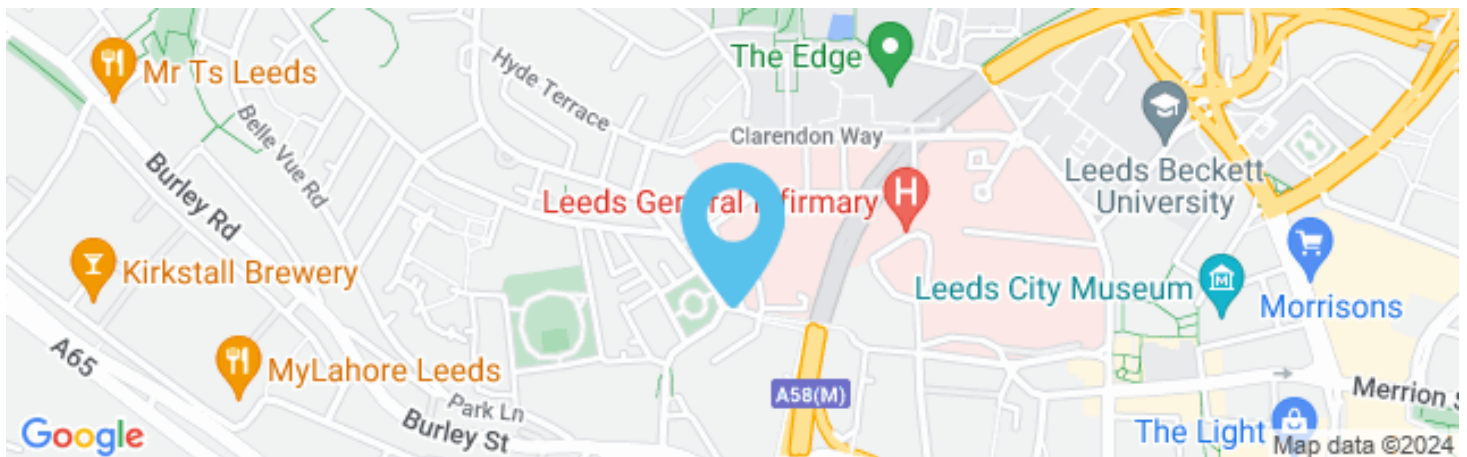 The Edge
Mr Ts Leeds
Hyde Terrace
Clarendon Way
Belle Vue Rd
Leeds Beckett
University
Burley Rd
Leeds General Infirmary
H
Kirkstall Brewery
Leeds City Museum
M
Morrisons
A65
MyLahore Leeds
A58(M)
Merrion S
Park Ln
Burley St
The Light
Google
Map data ©2024